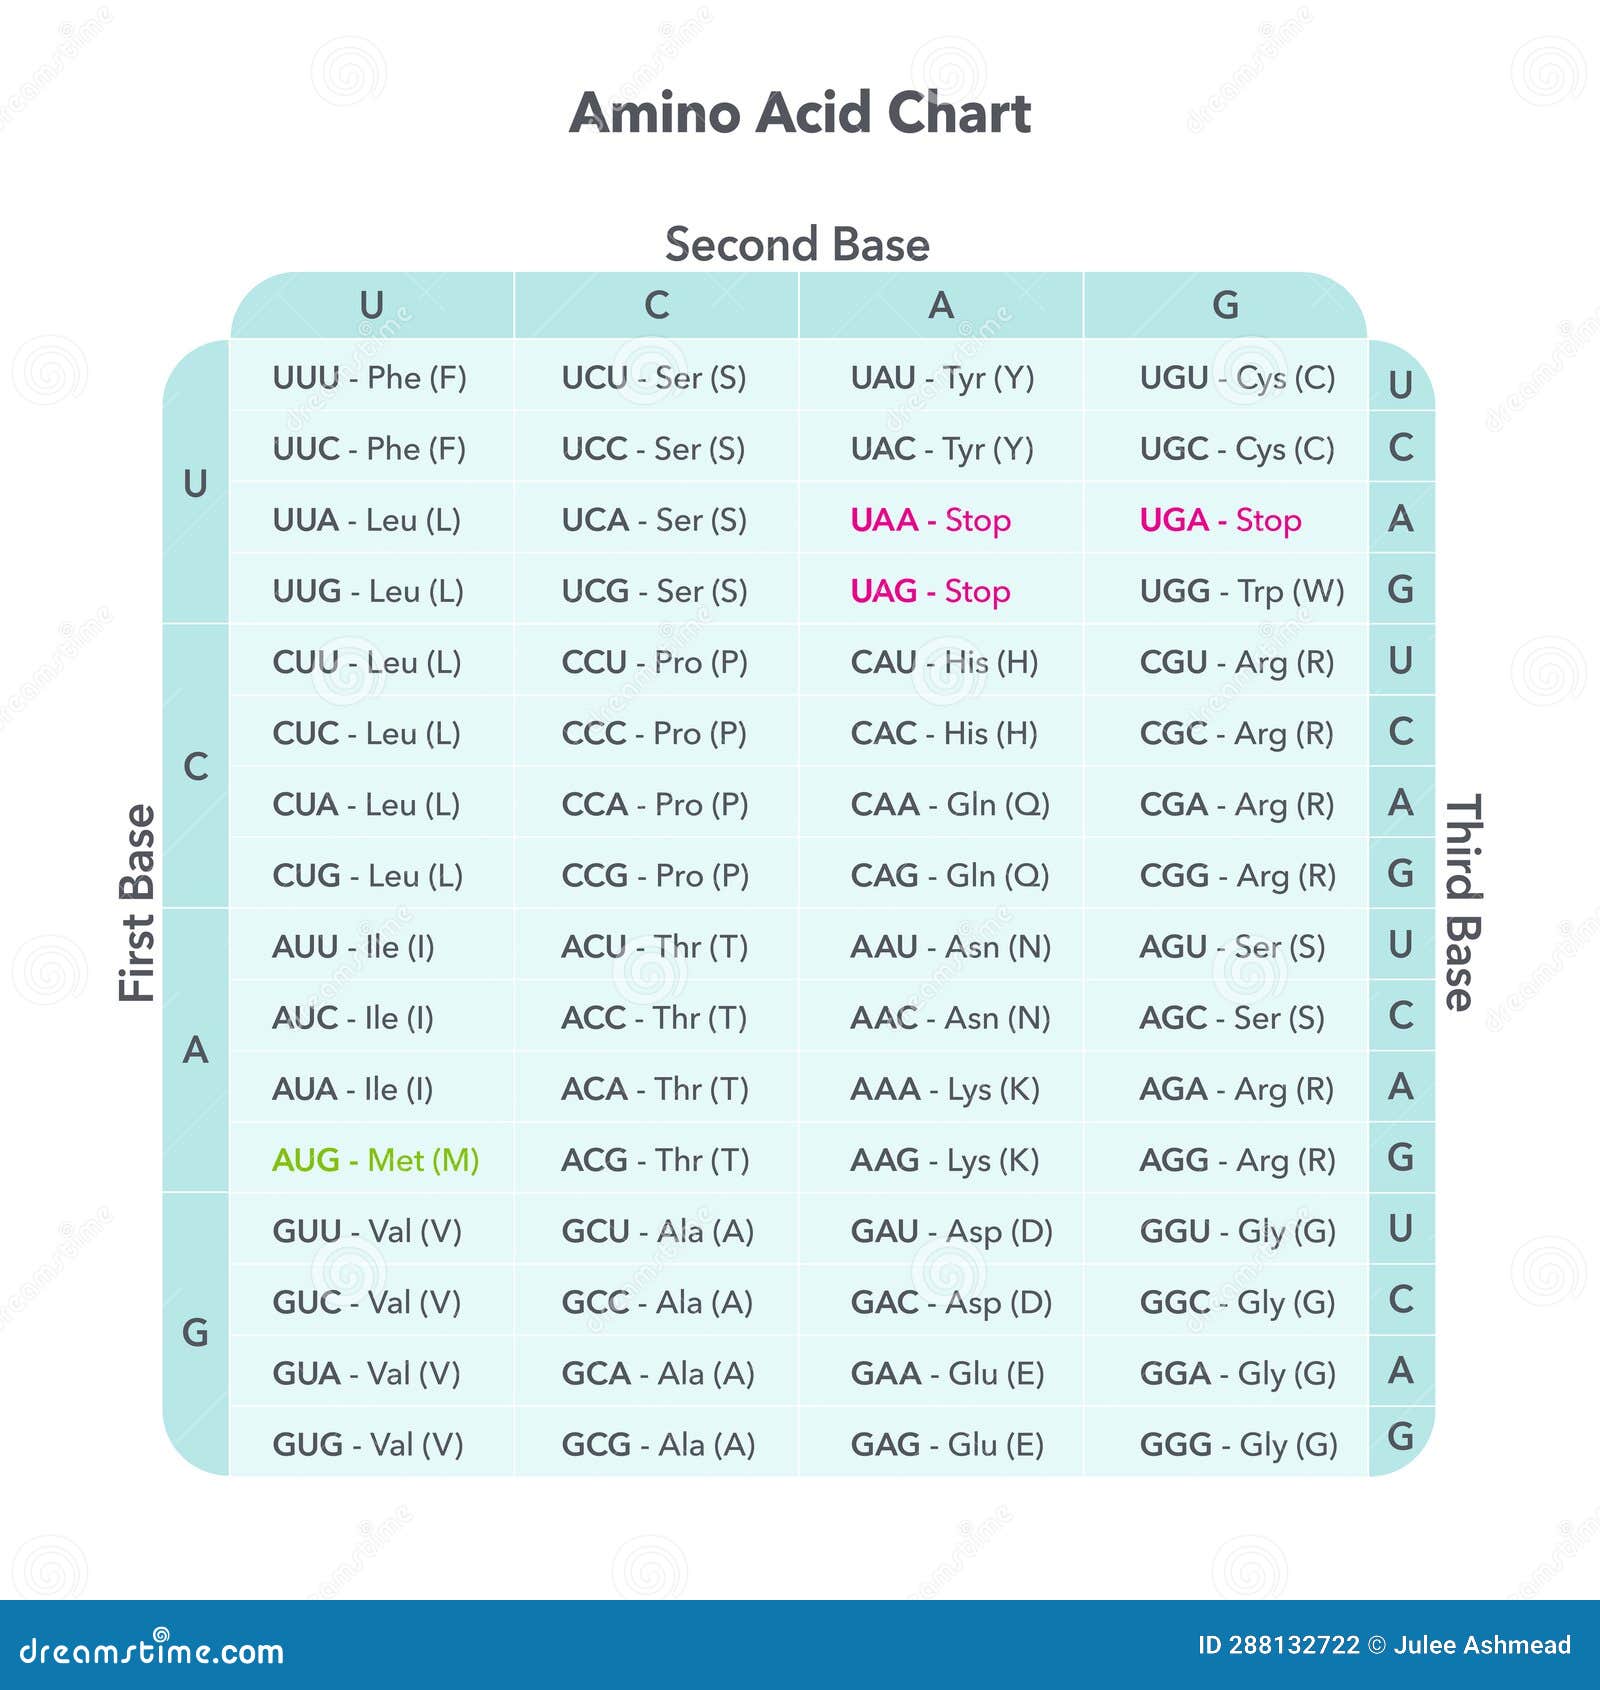 Amino Acid Chart
Second Base
U C A G
UUU - Phe (F) UCU - Ser (S) UAU - Tyr (Y) UGU - Cys (C) U
UUC - Phe (F) UCC - Ser (S) UAC - Tyr (Y) UGC - Cys (C) C
U
UUA - Leu (L) UCA - Ser (S) UAA - Stop UGA - Stop A
UUG - Leu (L) UCG - Ser (S) UAG - Stop UGG - Trp (W) G
CUU - Leu (L) CCU - Pro (P) CAU - His (H) CGU - Arg (R) U
CUC - Leu (L) CCC - Pro (P) CAC - His (H) CGC - Arg (R) C
C
CUA - Leu (L) CCA - Pro (P) CAA - Gln (Q) CGA - Arg (R) A
CUG - Leu (L) CCG - Pro (P) CAG - Gln (Q) CGG - Arg (R) G
First Base
Third Base
AUU - Ile (I) ACU - Thr (T) AAU - Asn (N) AGU - Ser (S) U
AUC - Ile (I) ACC - Thr (T) AAC - Asn (N) AGC - Ser (S) C
A
AUA - Ile (I) ACA - Thr (T) AAA - Lys (K) AGA - Arg (R) A
AUG - Met (M) ACG - Thr (T) AAG - Lys (K) AGG - Arg (R) G
GUU - Val (V) GCU - Ala (A) GAU - Asp (D) GGU - Gly (G) U
GUC - Val (V) GCC - Ala (A) GAC - Asp (D) GGC - Gly (G) C
G
GUA - Val (V) GCA - Ala (A) GAA - Glu (E) GGA - Gly (G) A
GUG - Val (V) GCG - Ala (A) GAG - Glu (E) GGG - Gly (G) G
dreamstime.com
ID 288132722 © Julee Ashmead